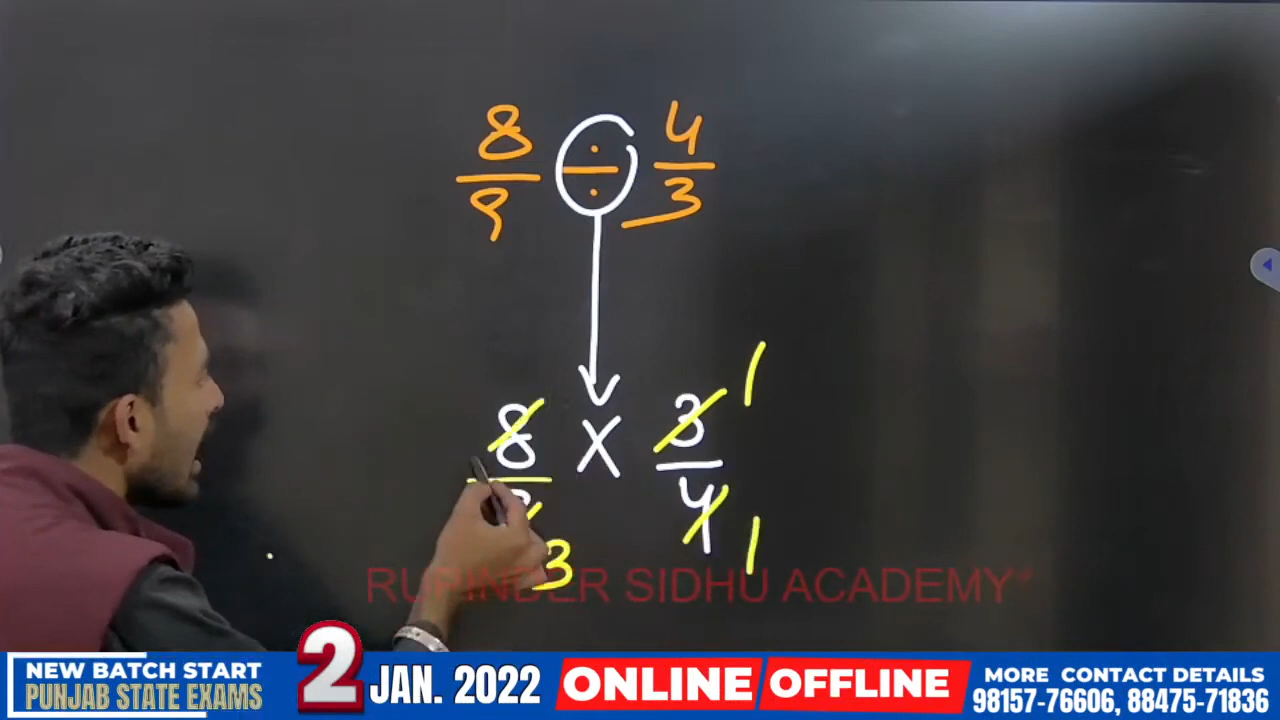 8 ÷ 4
9 3
1
8 X 3
4
3 1
RUPINDER SIDHU ACADEMY
NEW BATCH START
PUNJAB STATE EXAMS
2 JAN. 2022
ONLINE OFFLINE
MORE CONTACT DETAILS
98157-76606, 88475-71836